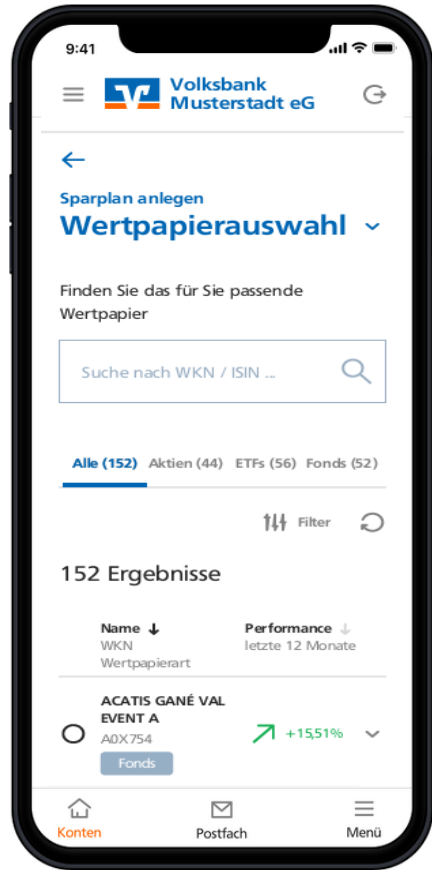 9:41
Volksbank
Musterstadt eG
Sparplan anlegen
Wertpapierauswahl
Finden Sie das für Sie passende
Wertpapier
Suche nach WKN / ISIN ...
Alle (152) Aktien (44) ETFs (56) Fonds (52)
Filter
152 Ergebnisse
Name Performance
WKN letzte 12 Monate
Wertpapierart
ACATIS GANÉ VAL
EVENT A
A0X754 +15,51%
Fonds
Konten Postfach Menü